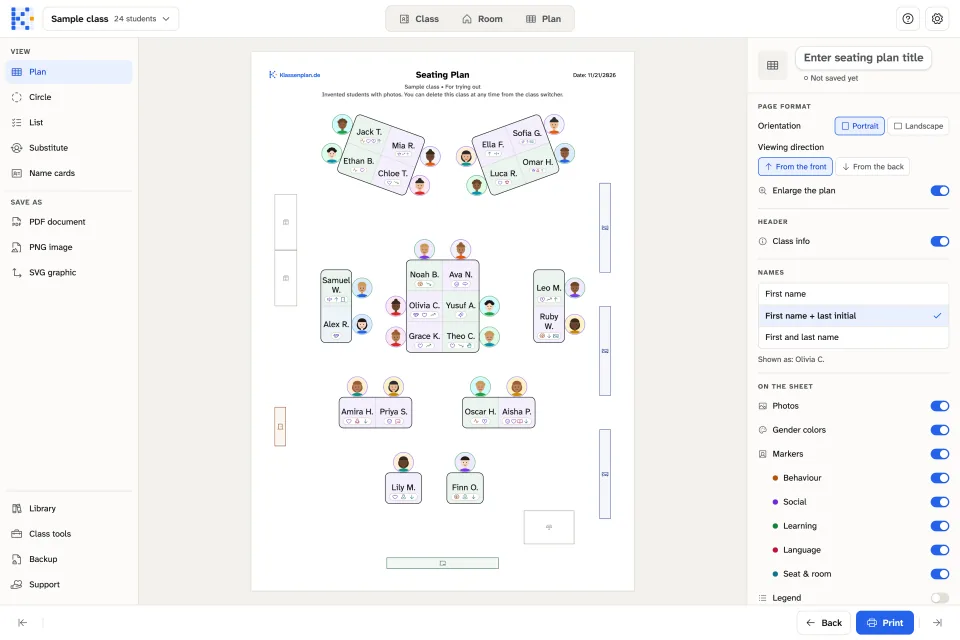 Sample class 24 students
Class
Room
Plan
VIEW
Plan
Circle
List
Substitute
Name cards
SAVE AS
PDF document
PNG image
SVG graphic
Library
Class tools
Backup
Support
Klassenplan.de
Seating Plan
Date: 11/21/2026
Sample class • For trying out
Invented students with photos. You can delete this class at any time from the class switcher.
Jack T.
Mia R.
Ethan B.
Chloe T.
Sofia G.
Ella F.
Omar H.
Luca R.
Noah B.
Ava N.
Samuel
W.
Olivia C.
Yusuf A.
Leo M.
Alex R.
Grace K.
Theo C.
Ruby
W.
Amira H.
Priya S.
Oscar H.
Aisha P.
Lily M.
Finn O.
Enter seating plan title
Not saved yet
PAGE FORMAT
Orientation
Portrait
Landscape
Viewing direction
From the front
From the back
Enlarge the plan
HEADER
Class info
NAMES
First name
First name + last initial
First and last name
Shown as: Olivia C.
ON THE SHEET
Photos
Gender colors
Markers
Behaviour
Social
Learning
Language
Seat & room
Legend
Back
Print